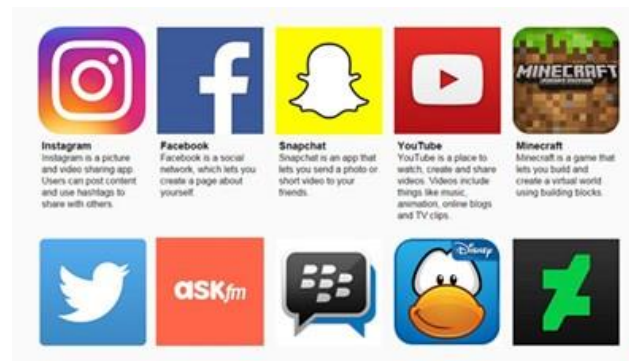 MINECRAFT
Instagram
Instagram is a picture
and video sharing app.
Users can post content
and use hashtags to
share with others.
Facebook
Facebook is a social
network, which lets you
create a page about
yourself.
Snapchat
Snapchat is an app that
lets you send a photo or
short video to your
friends.
YouTube
YouTube is a place to
watch, create and share
videos. Videos include
things like music,
animation, online blogs
and TV clips.
Minecraft
Minecraft is a game that
lets you build and
create a virtual world
using building blocks.
askfm
Disney